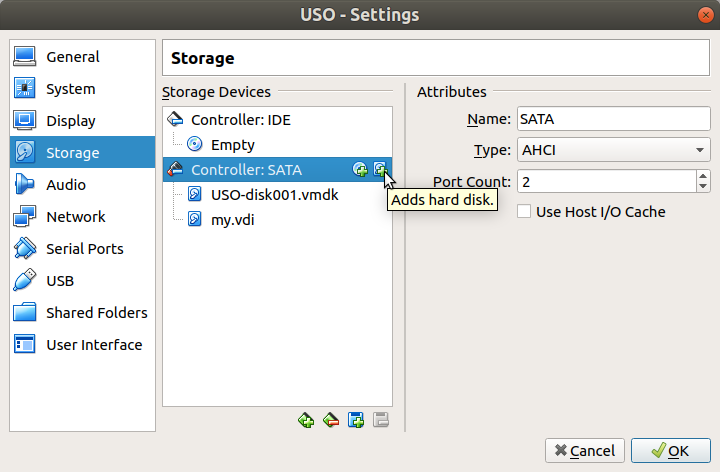 USO - Settings
General
System
Display
Storage
Audio
Network
Serial Ports
USB
Shared Folders
User Interface
Storage
Storage Devices
Controller: IDE
Empty
Controller: SATA
USO-disk001.vmdk
my.vdi
Attributes
Name: SATA
Type: AHCI
Port Count: 2
Use Host I/O Cache
Adds hard disk.
Cancel
OK